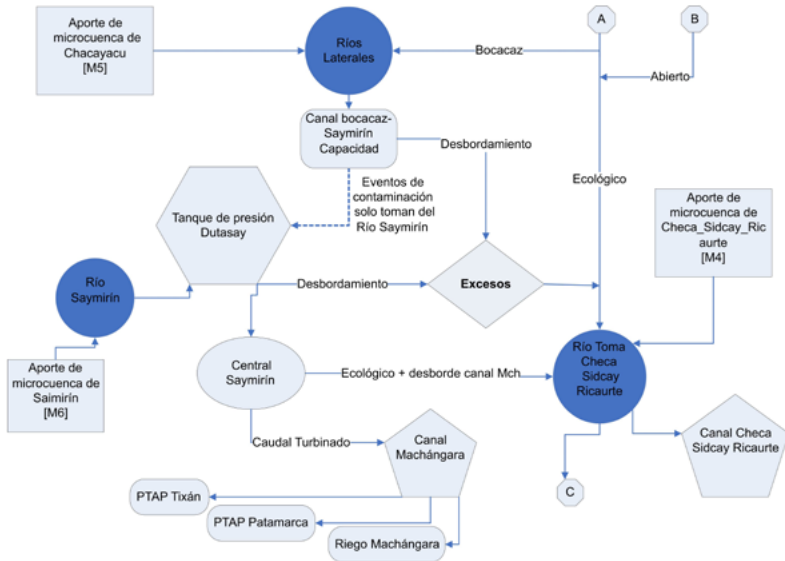 Aporte de
microcuenca de
Chacayacu
[M5]
Ríos
Laterales
Bocacaz
A
B
Abierto
Canal bocacaz-
Saymirín
Capacidad
Desbordamiento
Eventos de
contaminación
solo toman del
Río Saymirín
Ecológico
Tanque de presión
Dutasay
Aporte de
microcuenca de
Checa_Sidcay_Ric
aurte
[M4]
Río
Saymirín
Desbordamiento
Excesos
Río Toma
Checa
Sidcay
Ricaurte
Aporte de
microcuenca de
Saimirín
[M6]
Central
Saymirín
Ecológico + desborde canal Mch
Caudal Turbinado
Canal
Machángara
Canal Checa
Sidcay Ricaurte
C
PTAP Tixán
PTAP Patamarca
Riego Machángara